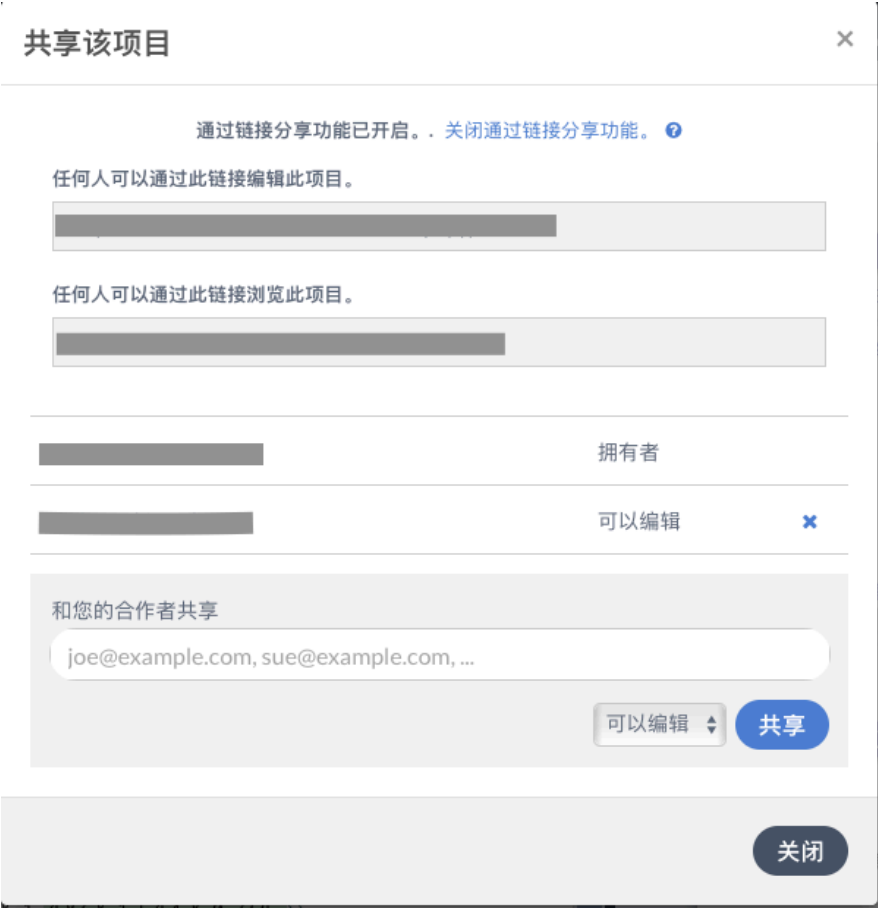 共享该项目
通过链接分享功能已开启。. 关闭通过链接分享功能。
任何人可以通过此链接编辑此项目。
任何人可以通过此链接浏览此项目。
拥有者
可以编辑
和您的合作者共享
joe@example.com, sue@example.com, ...
可以编辑 共享
关闭